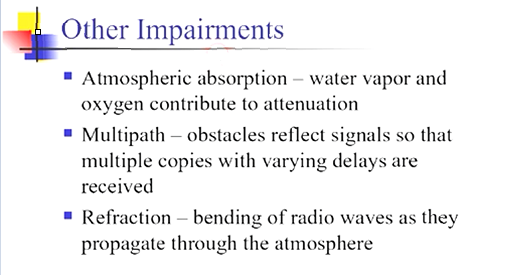 Other Impairments
Atmospheric absorption – water vapor and
oxygen contribute to attenuation
Multipath – obstacles reflect signals so that
multiple copies with varying delays are
received
Refraction – bending of radio waves as they
propagate through the atmosphere